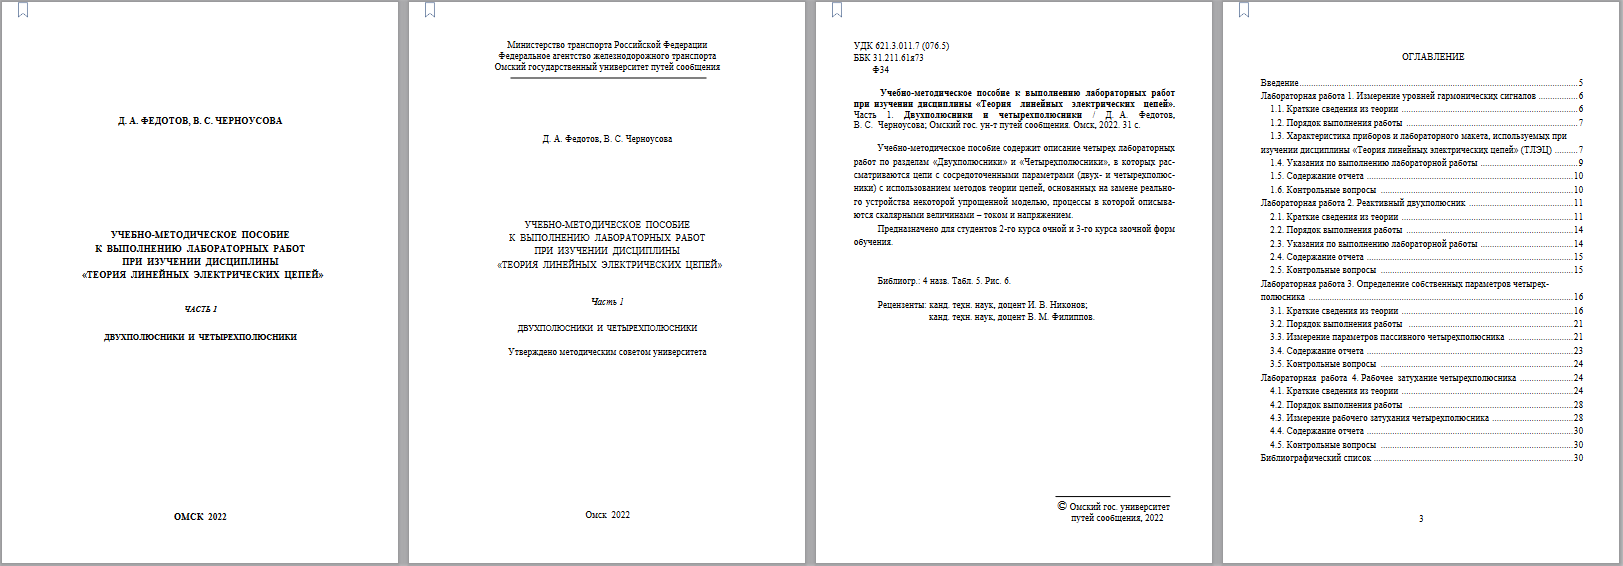 Д. А. ФЕДОТОВ, В. С. ЧЕРНОУСОВА
УЧЕБНО-МЕТОДИЧЕСКОЕ ПОСОБИЕ
К ВЫПОЛНЕНИЮ ЛАБОРАТОРНЫХ РАБОТ
ПРИ ИЗУЧЕНИИ ДИСЦИПЛИНЫ
«ТЕОРИЯ ЛИНЕЙНЫХ ЭЛЕКТРИЧЕСКИХ ЦЕПЕЙ»
ЧАСТЬ 1
ДВУХПОЛЮСНИКИ И ЧЕТЫРЕХПОЛЮСНИКИ
ОМСК 2022
Министерство транспорта Российской Федерации
Федеральное агентство железнодорожного транспорта
Омский государственный университет путей сообщения
Д. А. Федотов, В. С. Черноусова
УЧЕБНО-МЕТОДИЧЕСКОЕ ПОСОБИЕ
К ВЫПОЛНЕНИЮ ЛАБОРАТОРНЫХ РАБОТ
ПРИ ИЗУЧЕНИИ ДИСЦИПЛИНЫ
«ТЕОРИЯ ЛИНЕЙНЫХ ЭЛЕКТРИЧЕСКИХ ЦЕПЕЙ»
Часть 1
ДВУХПОЛЮСНИКИ И ЧЕТЫРЕХПОЛЮСНИКИ
Утверждено методическим советом университета
Омск 2022
УДК 621.3.011.7 (076.5)
ББК 31.211.61я73
Ф34
Учебно-методическое пособие к выполнению лабораторных работ
при изучении дисциплины «Теория линейных электрических цепей».
Часть 1. Двухполюсники и четырехполюсники / Д. А. Федотов,
В. С. Черноусова; Омский гос. ун-т путей сообщения. Омск, 2022. 31 с.
Учебно-методическое пособие содержит описание четырех лабораторных
работ по разделам «Двухполюсники» и «Четырехполюсники», в которых рас-
сматриваются цепи с сосредоточенными параметрами (двух- и четырехполюс-
ники) с использованием методов теории цепей, основанных на замене реально-
го устройства некоторой упрощенной моделью, процессы в которой описыва-
ются скалярными величинами – током и напряжением.
Предназначено для студентов 2-го курса очной и 3-го курса заочной форм
обучения.
Библиогр.: 4 назв. Табл. 5. Рис. 6.
Рецензенты: канд. техн. наук, доцент И. В. Никонов;
канд. техн. наук, доцент В. М. Филиппов.
© Омский гос. университет
путей сообщения, 2022
ОГЛАВЛЕНИЕ
Введение 5
Лабораторная работа 1. Измерение уровней гармонических сигналов 6
1.1. Краткие сведения из теории 6
1.2. Порядок выполнения работы 7
1.3. Характеристика приборов и лабораторного макета, используемых при
изучении дисциплины «Теория линейных электрических цепей» (ТЛЭЦ) 7
1.4. Указания по выполнению лабораторной работы 9
1.5. Содержание отчета 10
1.6. Контрольные вопросы 10
Лабораторная работа 2. Реактивный двухполюсник 11
2.1. Краткие сведения из теории 11
2.2. Порядок выполнения работы 14
2.3. Указания по выполнению лабораторной работы 14
2.4. Содержание отчета 15
2.5. Контрольные вопросы 15
Лабораторная работа 3. Определение собственных параметров четырех-
полюсника 16
3.1. Краткие сведения из теории 16
3.2. Порядок выполнения работы 21
3.3. Измерение параметров пассивного четырехполюсника 21
3.4. Содержание отчета 23
3.5. Контрольные вопросы 24
Лабораторная работа 4. Рабочее затухание четырехполюсника 24
4.1. Краткие сведения из теории 24
4.2. Порядок выполнения работы 28
4.3. Измерение рабочего затухания четырехполюсника 28
4.4. Содержание отчета 30
4.5. Контрольные вопросы 30
Библиографический список 30
3